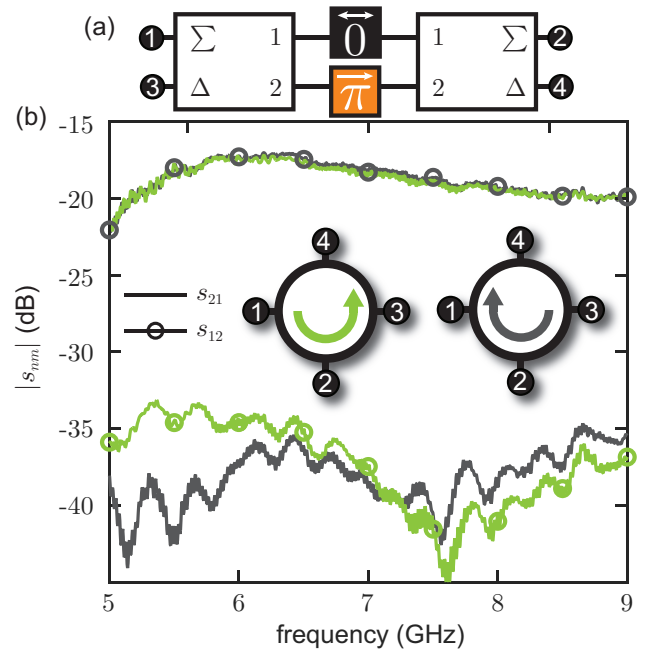 (a)
1 Σ 1 0 1 Σ 2
3 Δ 2 π 2 Δ 4
(b)
-15
-20
-25
-30
-35
-40
|s_nm| (dB)
s_21
s_12
4
1 3
2
4
1 3
2
5 6 7 8 9
frequency (GHz)